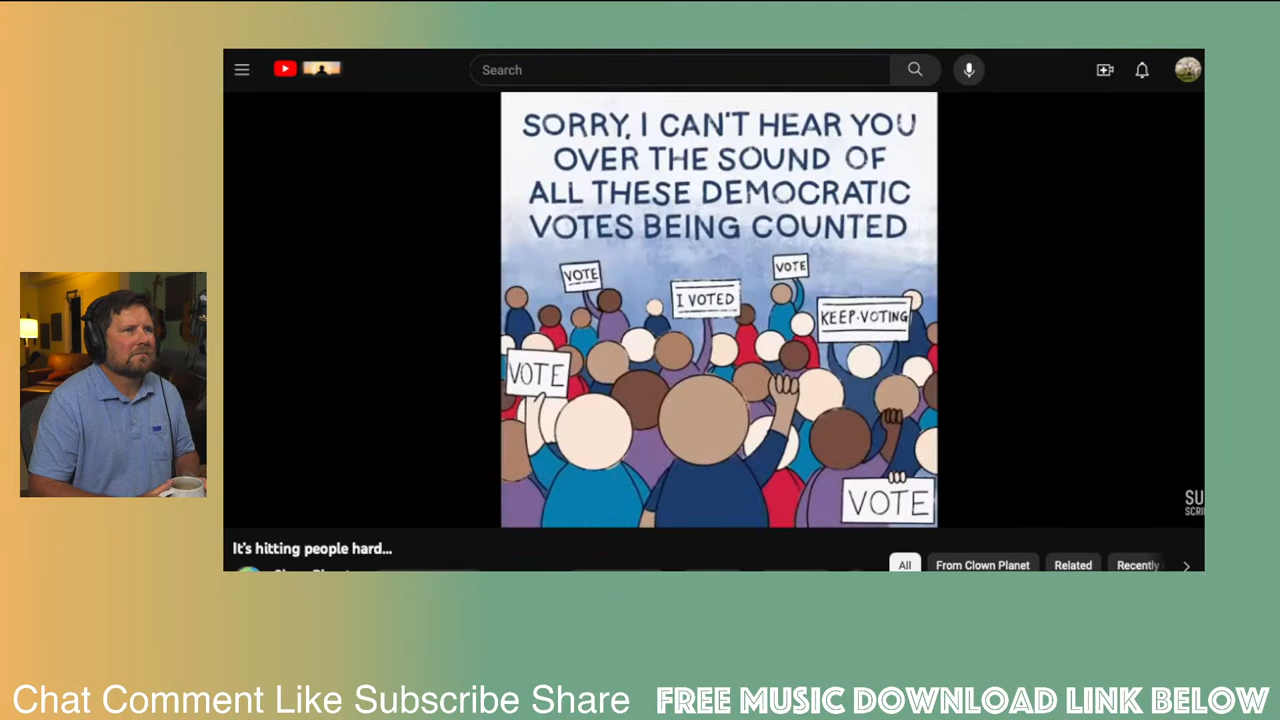 Search
SORRY, I CAN'T HEAR YOU
OVER THE SOUND OF
ALL THESE DEMOCRATIC
VOTES BEING COUNTED
VOTE
VOTE
I VOTED
KEEP·VOTING
VOTE
VOTE
SU
SCRI
It's hitting people hard...
All
From Clown Planet
Related
Recently
Chat Comment Like Subscribe Share
FREE MUSIC DOWNLOAD LINK BELOW